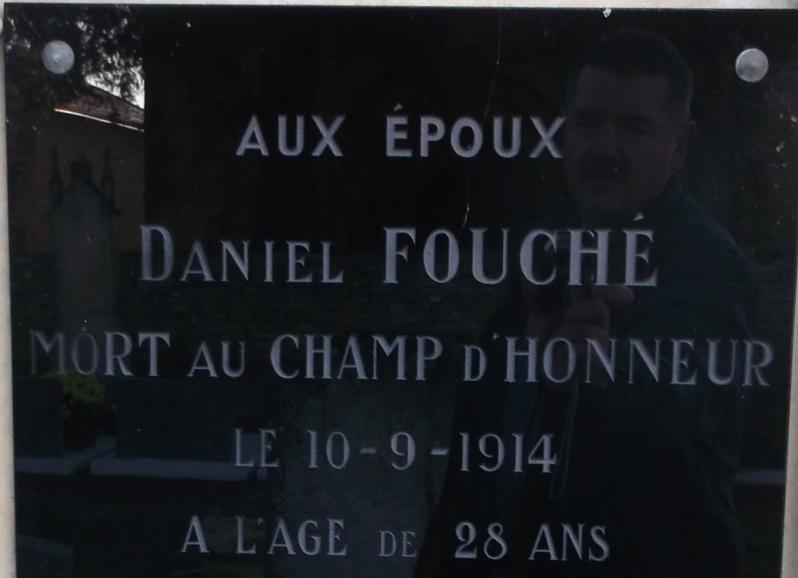 AUX ÉPOUX
DANIEL FOUCHÉ
MORT AU CHAMP D'HONNEUR
LE 10-9-1914
A L'AGE DE 28 ANS